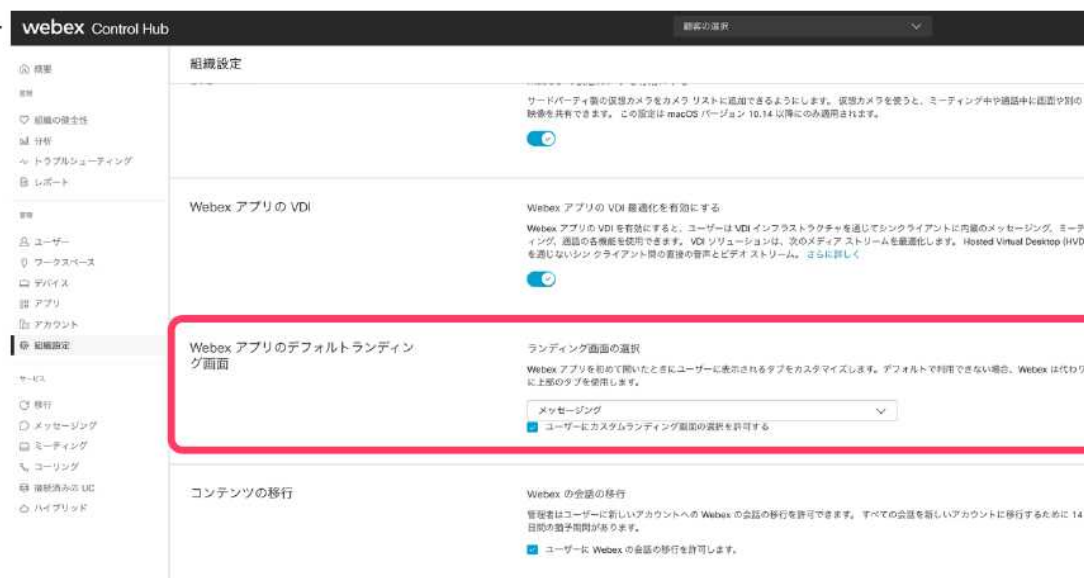 webex Control Hub
顧客の選択
組織設定
概要
組織の健全性
分析
トラブルシューティング
レポート
管理
ユーザー
ワークスペース
デバイス
アプリ
アカウント
組織設定
サービス
移行
メッセージング
ミーティング
コーリング
接続済みの UC
ハイブリッド
サードパーティ製の仮想カメラをカメラ リストに追加できるようにします。 仮想カメラを使うと、ミーティング中や通話中に画面や別の
映像を共有できます。 この設定は macOS バージョン 10.14 以降にのみ適用されます。
Webex アプリの VDI
Webex アプリの VDI 最適化を有効にする
Webex アプリの VDI を有効にすると、ユーザーは VDI インフラストラクチャを通じてシンクライアントに内蔵のメッセージング、ミーテ
ィング、通話の各機能を使用できます。 VDI ソリューションは、次のメディア ストリームを最適化します。 Hosted Virtual Desktop (HVD
を通じないシン クライアント間の直接の音声とビデオ ストリーム。 さらに詳しく
Webex アプリのデフォルトランディン
グ画面
ランディング画面の選択
Webex アプリを初めて開いたときにユーザーに表示されるタブをカスタマイズします。デフォルトで利用できない場合、Webex は代わり
に上部のタブを使用します。
メッセージング
ユーザーにカスタムランディング画面の選択を許可する
コンテンツの移行
Webex の会話の移行
管理者はユーザーに新しいアカウントへの Webex の会話の移行を許可できます。 すべての会話を新しいアカウントに移行するために 14
日間の猶予期間があります。
ユーザーに Webex の会話の移行を許可します。